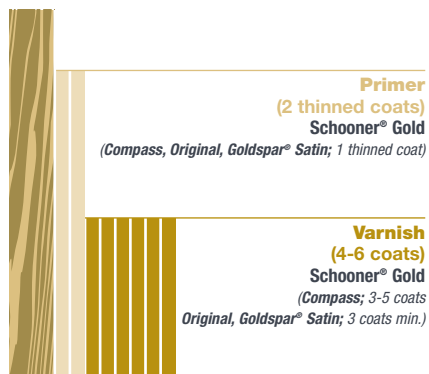 Primer
(2 thinned coats)
Schooner® Gold
(Compass, Original, Goldspar® Satin; 1 thinned coat)
Varnish
(4-6 coats)
Schooner® Gold
(Compass; 3-5 coats
Original, Goldspar® Satin; 3 coats min.)